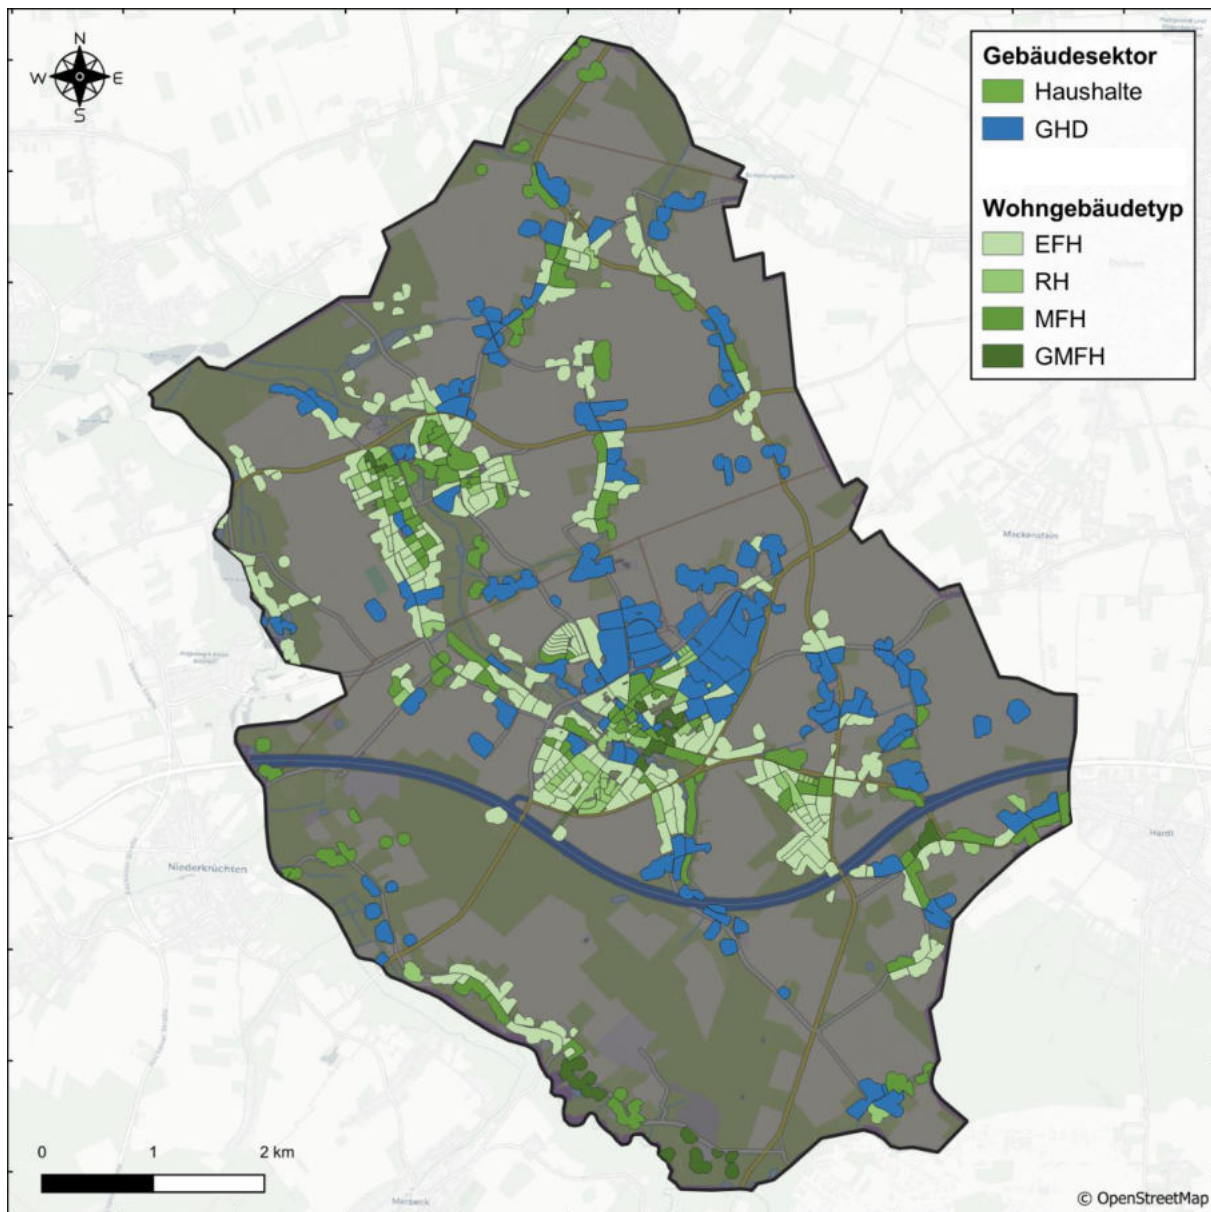 N
W E
S
Gebäudesektor
Haushalte
GHD
Wohngebäudetyp
EFH
RH
MFH
GMFH
Mackenstein
Hardt
Niederkrüchten
0 1 2 km
© OpenStreetMap